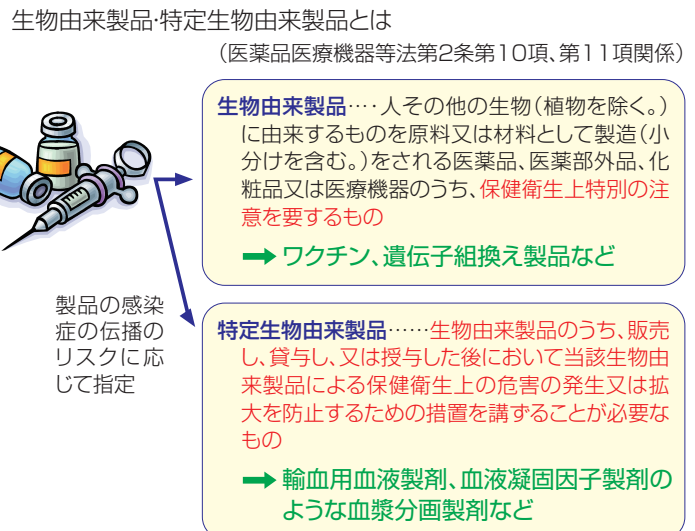 生物由来製品・特定生物由来製品とは
（医薬品医療機器等法第2条第10項、第11項関係）
生物由来製品‥‥人その他の生物（植物を除く。）
に由来するものを原料又は材料として製造（小
分けを含む。）をされる医薬品、医薬部外品、化
粧品又は医療機器のうち、保健衛生上特別の注
意を要するもの
➡ワクチン、遺伝子組換え製品など
製品の感染
症の伝播の
リスクに応
じて指定
特定生物由来製品……生物由来製品のうち、販売
し、貸与し、又は授与した後において当該生物由
来製品による保健衛生上の危害の発生又は拡
大を防止するための措置を講ずることが必要な
もの
➡輸血用血液製剤、血液凝固因子製剤の
ような血漿分画製剤など